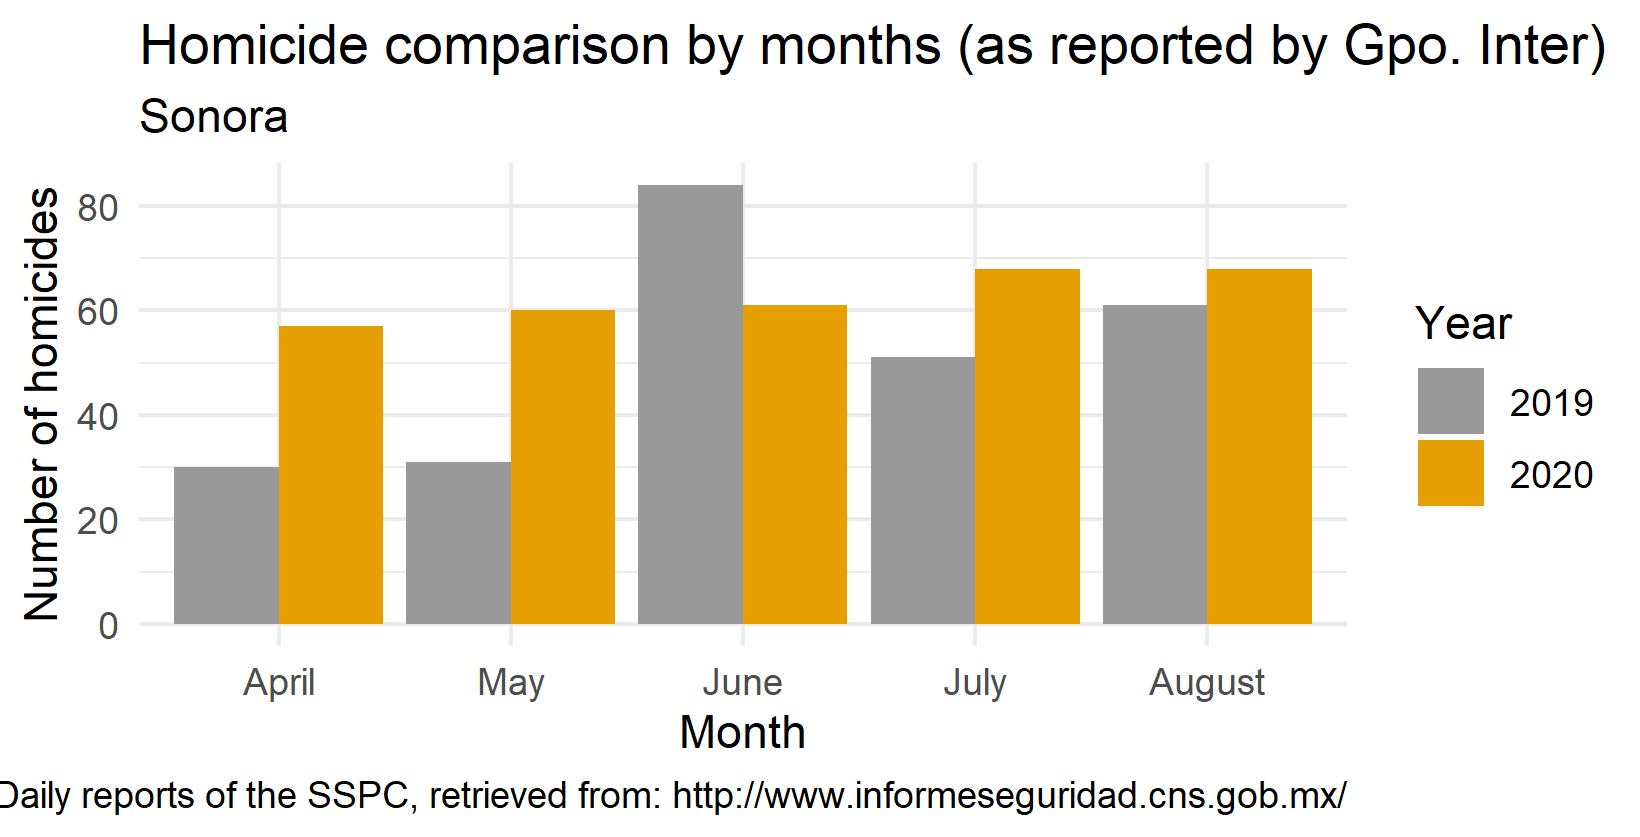 Homicide comparison by months (as reported by Gpo. Inter)
Sonora
Number of homicides
80
60
40
20
0
April May June July August
Month
Year
2019
2020
Daily reports of the SSPC, retrieved from: http://www.informeseguridad.cns.gob.mx/